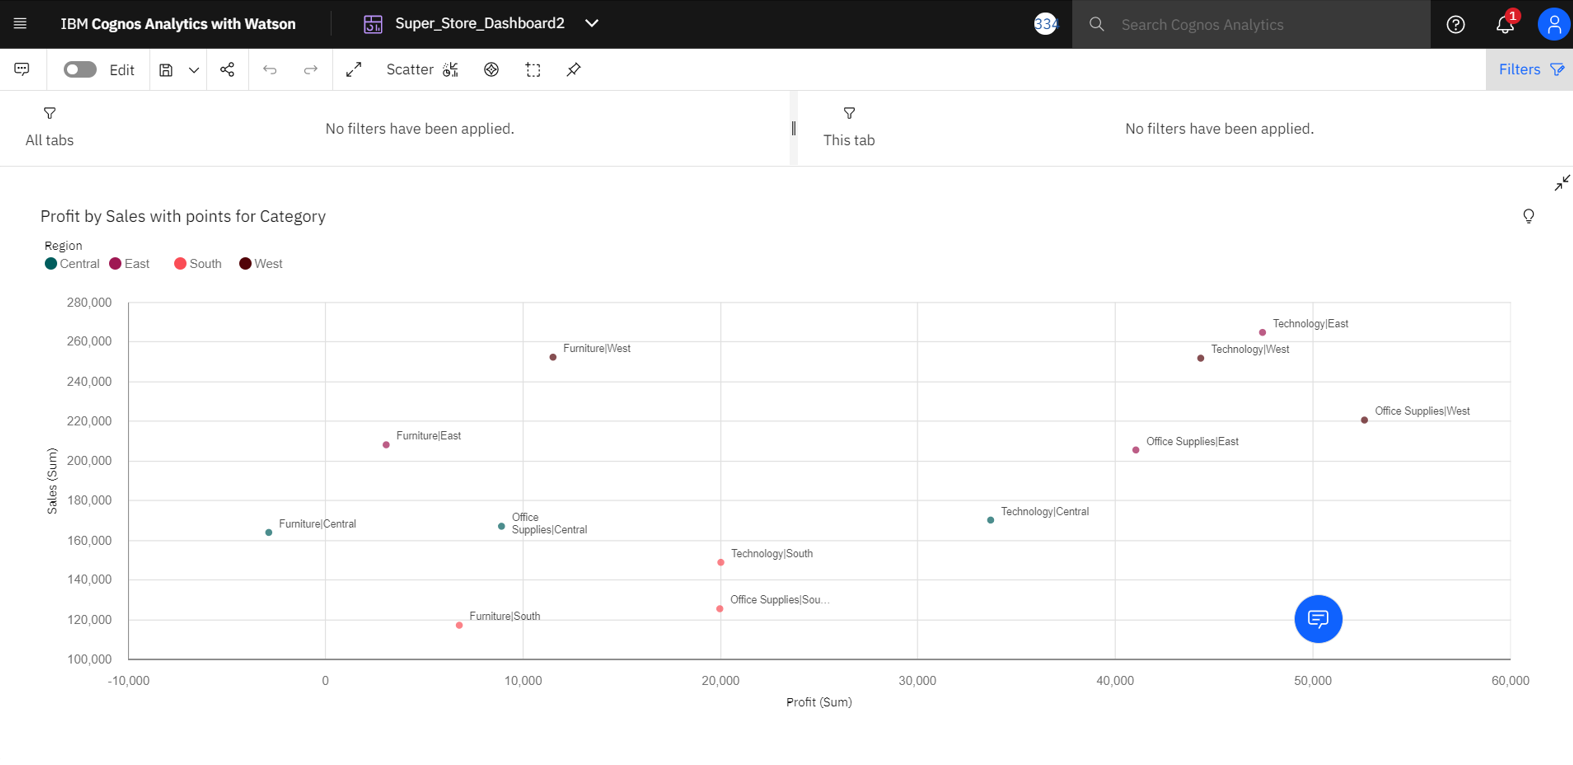 IBM Cognos Analytics with Watson
Super_Store_Dashboard2
334
Search Cognos Analytics
1
Edit
Scatter
Filters
All tabs
No filters have been applied.
This tab
No filters have been applied.
Profit by Sales with points for Category
Region
Central East South West
280,000
260,000
240,000
220,000
200,000
180,000
160,000
140,000
120,000
100,000
Sales (Sum)
Technology|East
Furniture|West
Technology|West
Office Supplies|West
Furniture|East
Office Supplies|East
Technology|Central
Office
Supplies|Central
Furniture|Central
Technology|South
Office Supplies|Sou...
Furniture|South
-10,000 0 10,000 20,000 30,000 40,000 50,000 60,000
Profit (Sum)